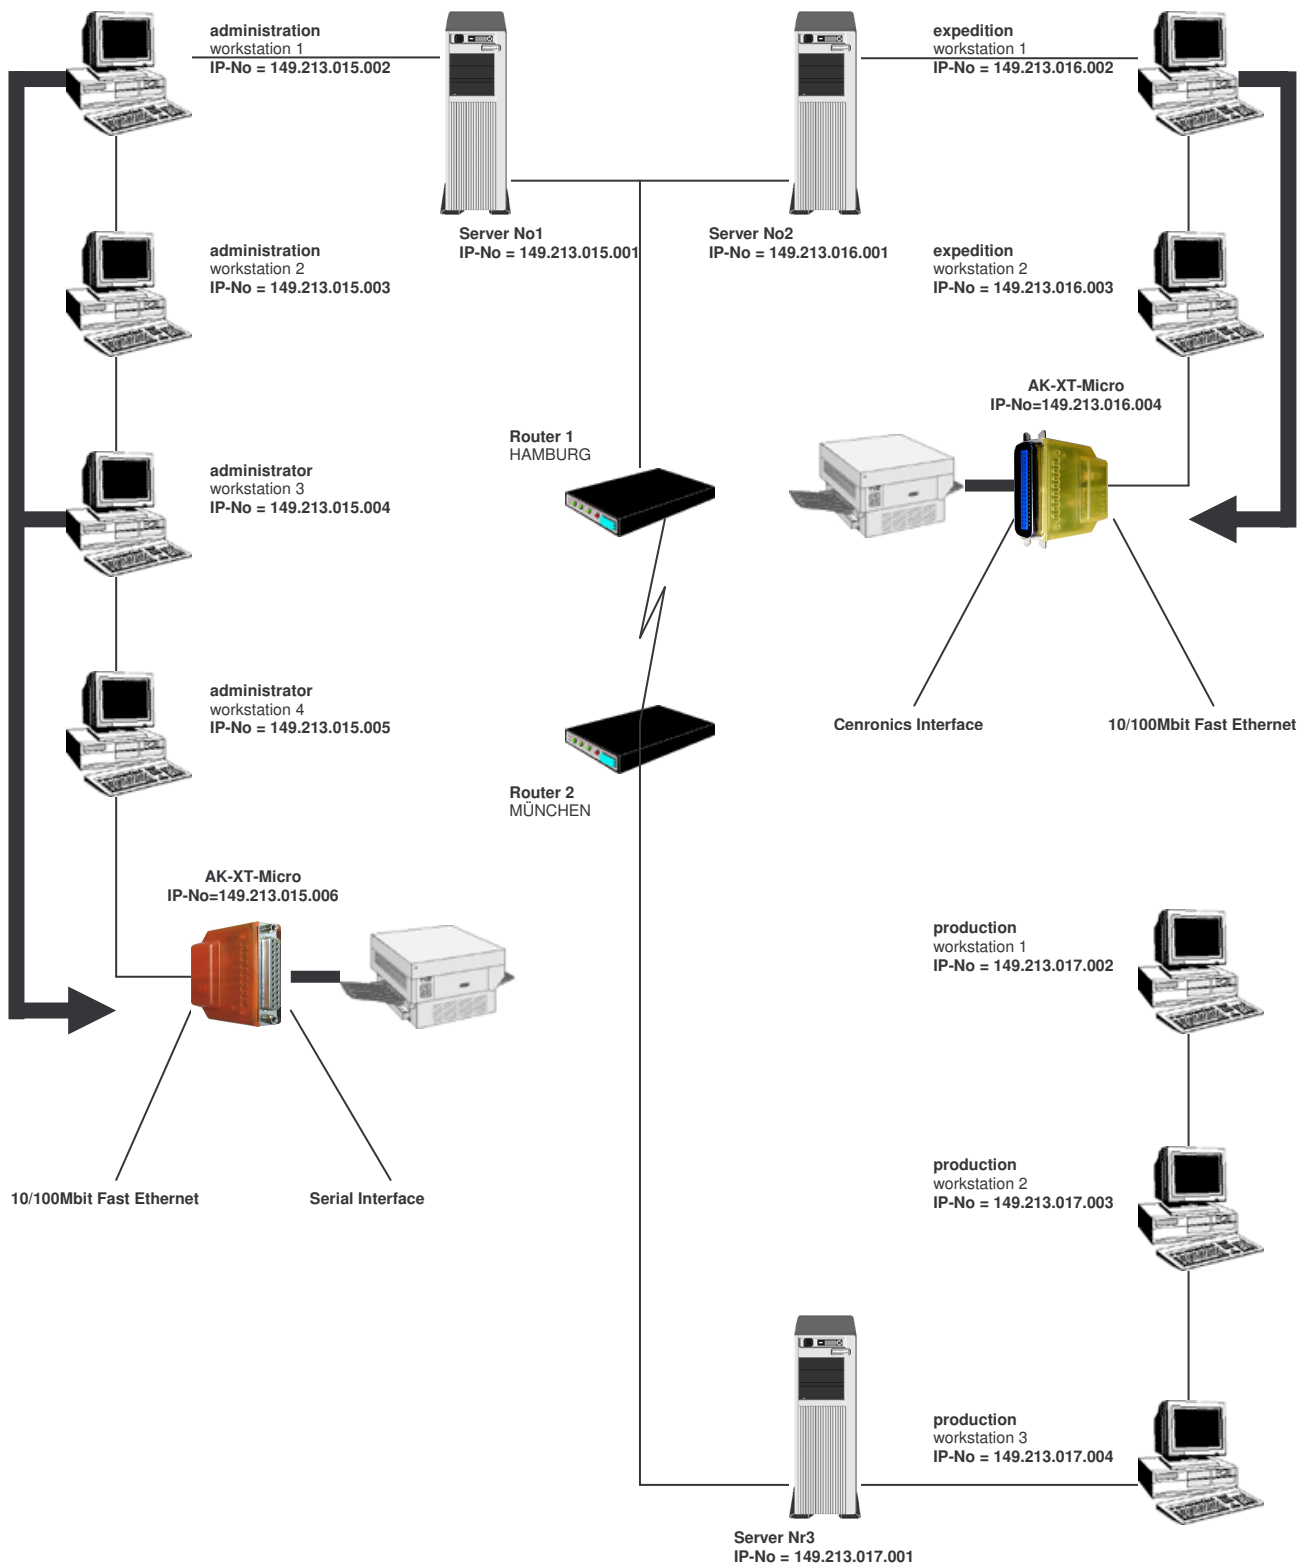 administration
workstation 1
IP-No = 149.213.015.002
expedition
workstation 1
IP-No = 149.213.016.002
Server No1
IP-No = 149.213.015.001
Server No2
IP-No = 149.213.016.001
administration
workstation 2
IP-No = 149.213.015.003
expedition
workstation 2
IP-No = 149.213.016.003
AK-XT-Micro
IP-No=149.213.016.004
Router 1
HAMBURG
administrator
workstation 3
IP-No = 149.213.015.004
administrator
workstation 4
IP-No = 149.213.015.005
Cenronics Interface
10/100Mbit Fast Ethernet
Router 2
MÜNCHEN
AK-XT-Micro
IP-No=149.213.015.006
production
workstation 1
IP-No = 149.213.017.002
10/100Mbit Fast Ethernet
Serial Interface
production
workstation 2
IP-No = 149.213.017.003
production
workstation 3
IP-No = 149.213.017.004
Server Nr3
IP-No = 149.213.017.001